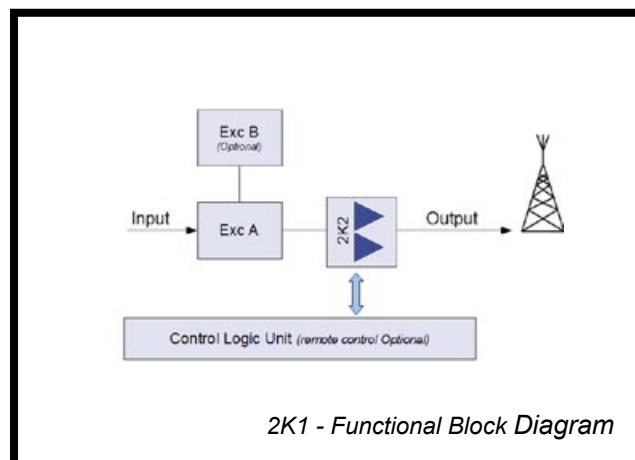 Exc B
(Optional)
Input
Exc A
2K2
Output
Control Logic Unit (remote control Optional)
2K1 - Functional Block Diagram